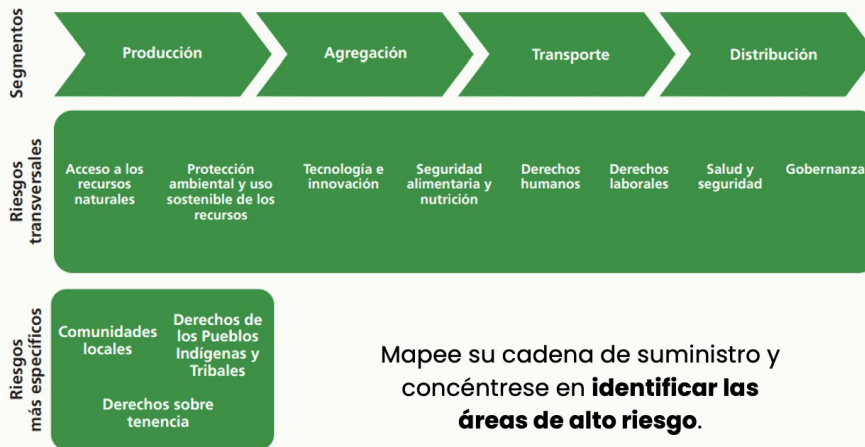 Segmentos
Producción
Agregación
Transporte
Distribución
Riesgos
transversales
Acceso a los
recursos
naturales
Protección
ambiental y uso
sostenible de los
recursos
Tecnología e
innovación
Seguridad
alimentaria y
nutrición
Derechos
humanos
Derechos
laborales
Salud y
seguridad
Gobernanza
Riesgos
más específicos
Comunidades
locales
Derechos de
los Pueblos
Indígenas y
Tribales
Derechos sobre
tenencia
Mapee su cadena de suministro y
concéntrese en identificar las
áreas de alto riesgo.